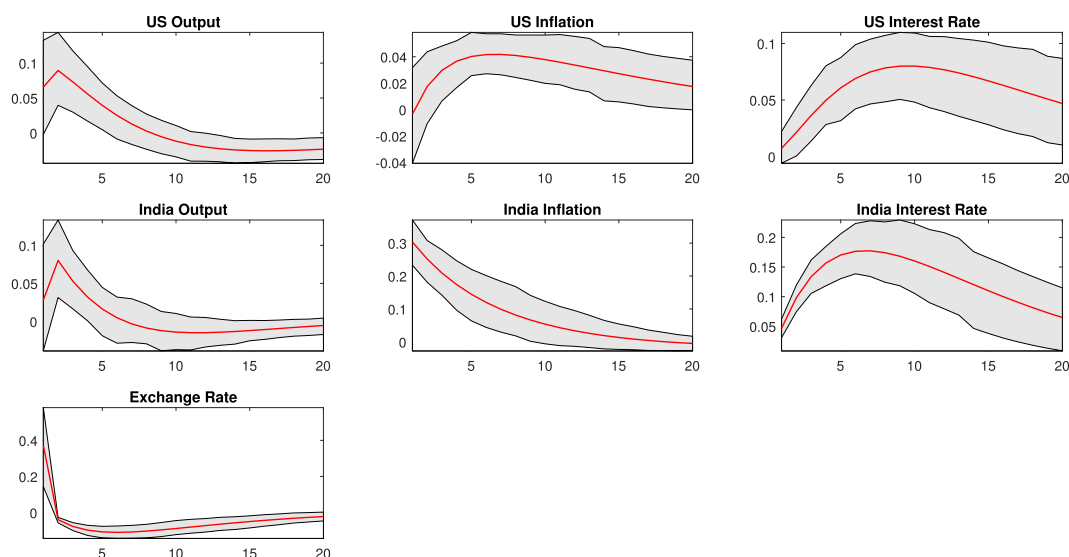 US Output
0.1
0.05
0
5 10 15 20
US Inflation
0.04
0.02
0
-0.02
-0.04
5 10 15 20
US Interest Rate
0.1
0.05
0
5 10 15 20
India Output
0.1
0.05
0
5 10 15 20
India Inflation
0.3
0.2
0.1
0
5 10 15 20
India Interest Rate
0.2
0.15
0.1
0.05
5 10 15 20
Exchange Rate
0.4
0.2
0
5 10 15 20